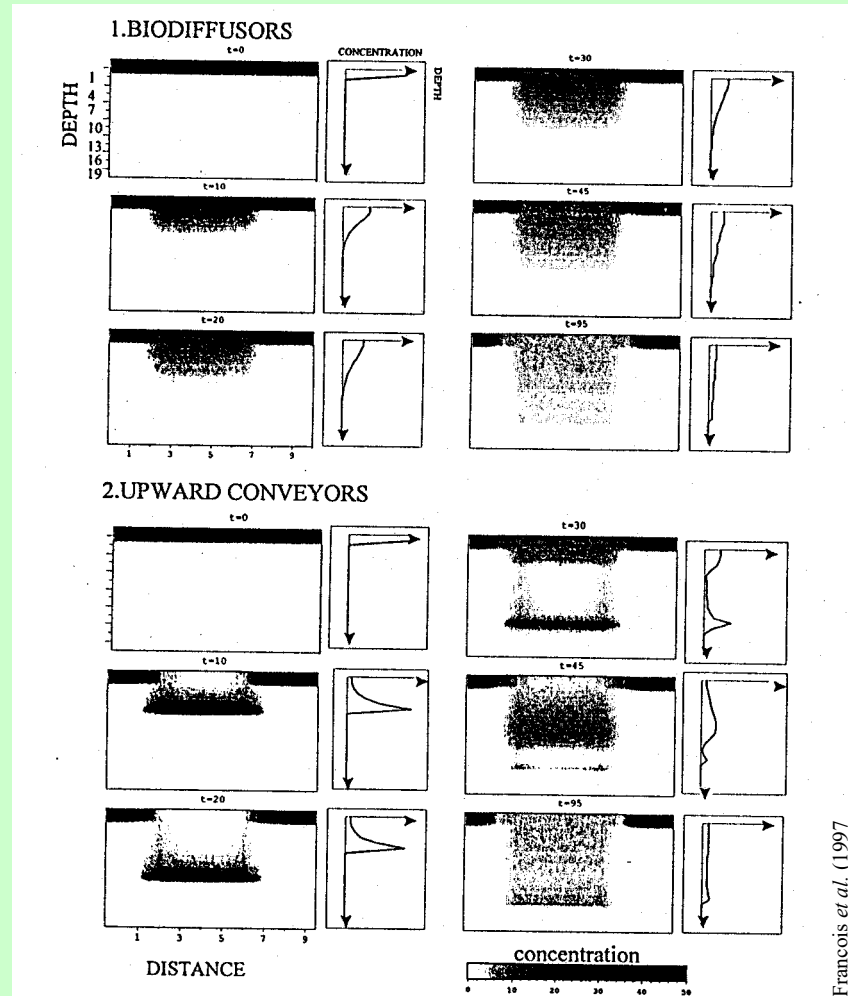 1.BIODIFFUSORS
t=0
CONCENTRATION
DEPTH
DEPTH
1
4
7
10
13
16
19
t=10
t=20
1 3 5 7 9
t=30
t=45
t=95
2.UPWARD CONVEYORS
t=0
t=10
t=20
1 3 5 7 9
DISTANCE
t=30
t=45
t=95
concentration
0 10 20 30 40 50
Francois et al. (1997